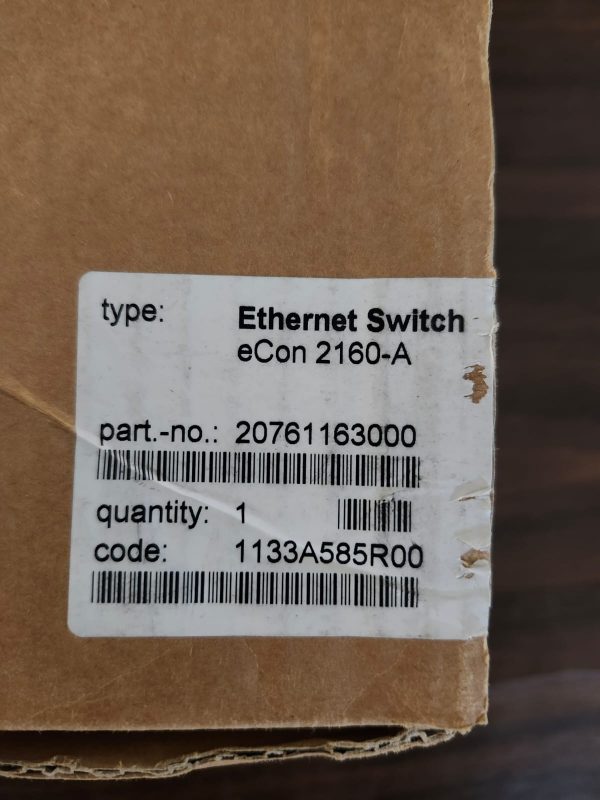 type: Ethernet Switch
eCon 2160-A
part.-no.: 20761163000
quantity: 1
code: 1133A585R00